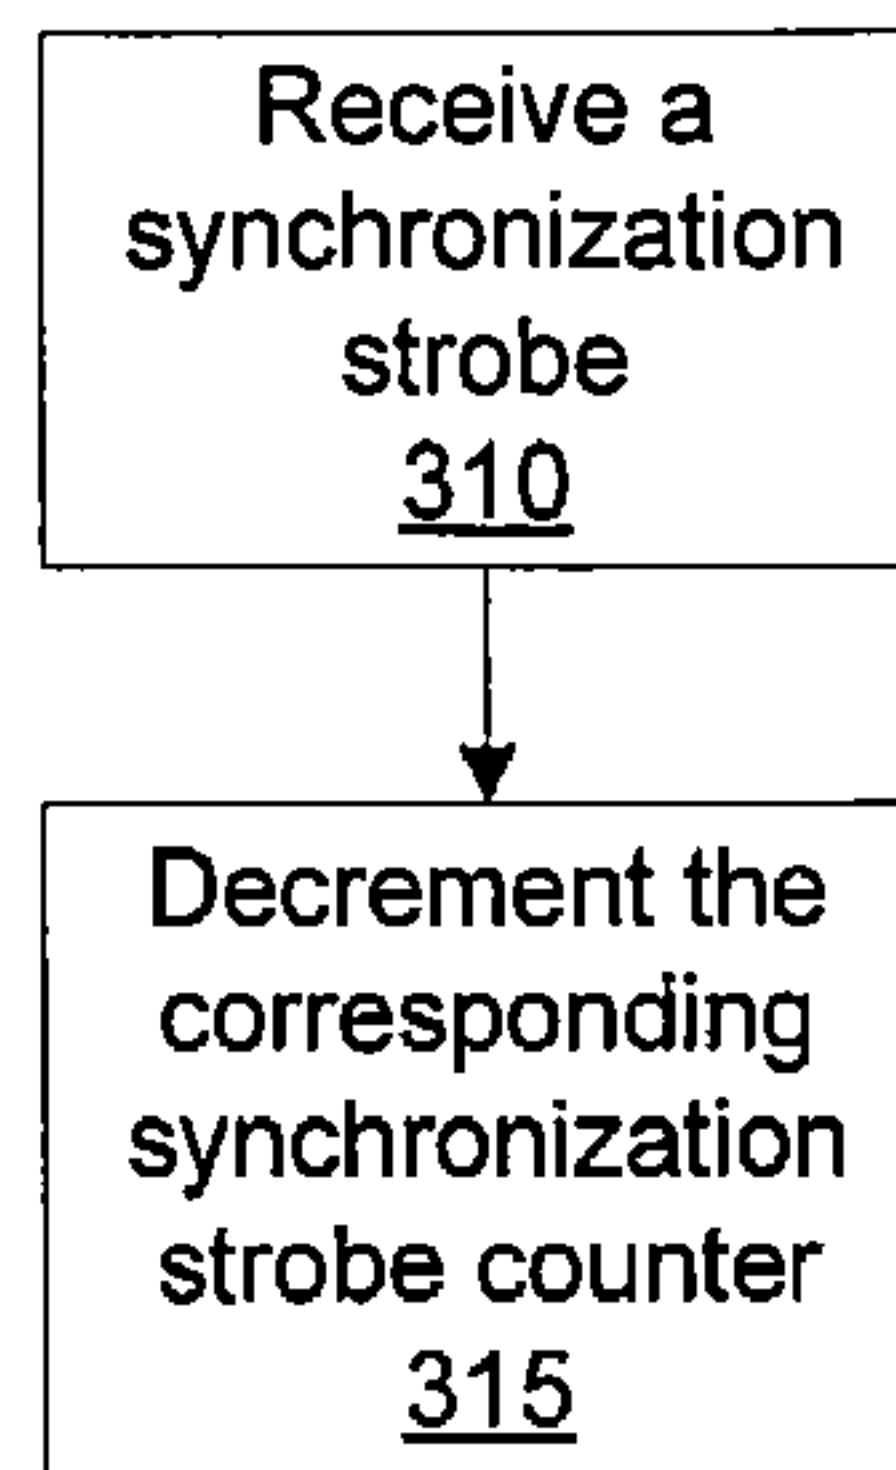 Receive a
synchronization
strobe
310
Decrement the
corresponding
synchronization
strobe counter
315